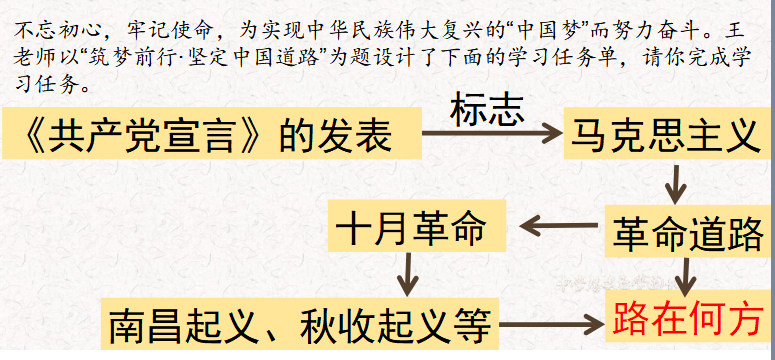 不忘初心，牢记使命，为实现中华民族伟大复兴的“中国梦”而努力奋斗。王
老师以“筑梦前行·坚定中国道路”为题设计了下面的学习任务单，请你完成学
习任务。
标志
《共产党宣言》的发表
马克思主义
十月革命
革命道路
南昌起义、秋收起义等
路在何方